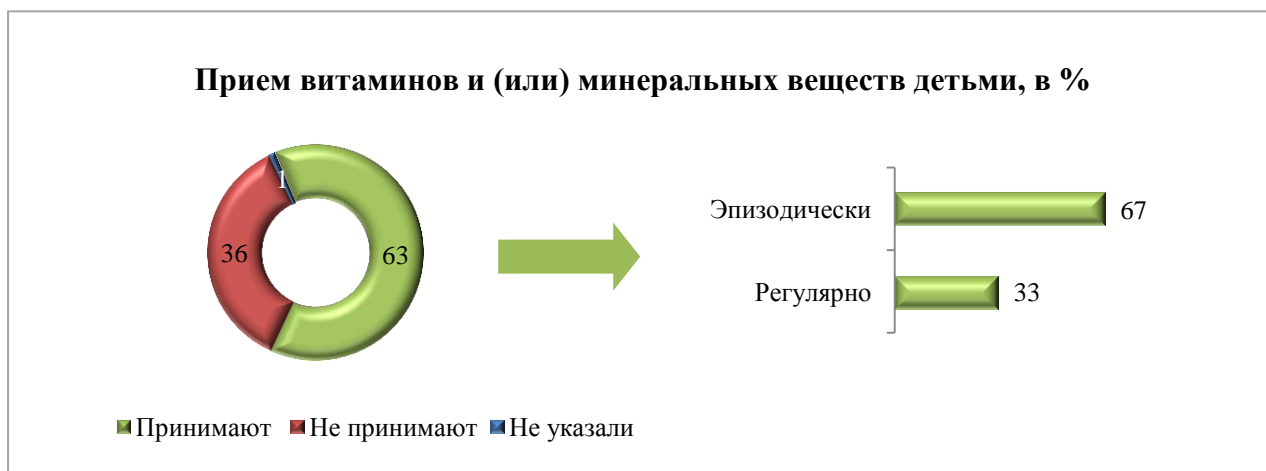 Прием витаминов и (или) минеральных веществ детьми, в %
1
36
63
Эпизодически 67
Регулярно 33
Принимают Не принимают Не указали